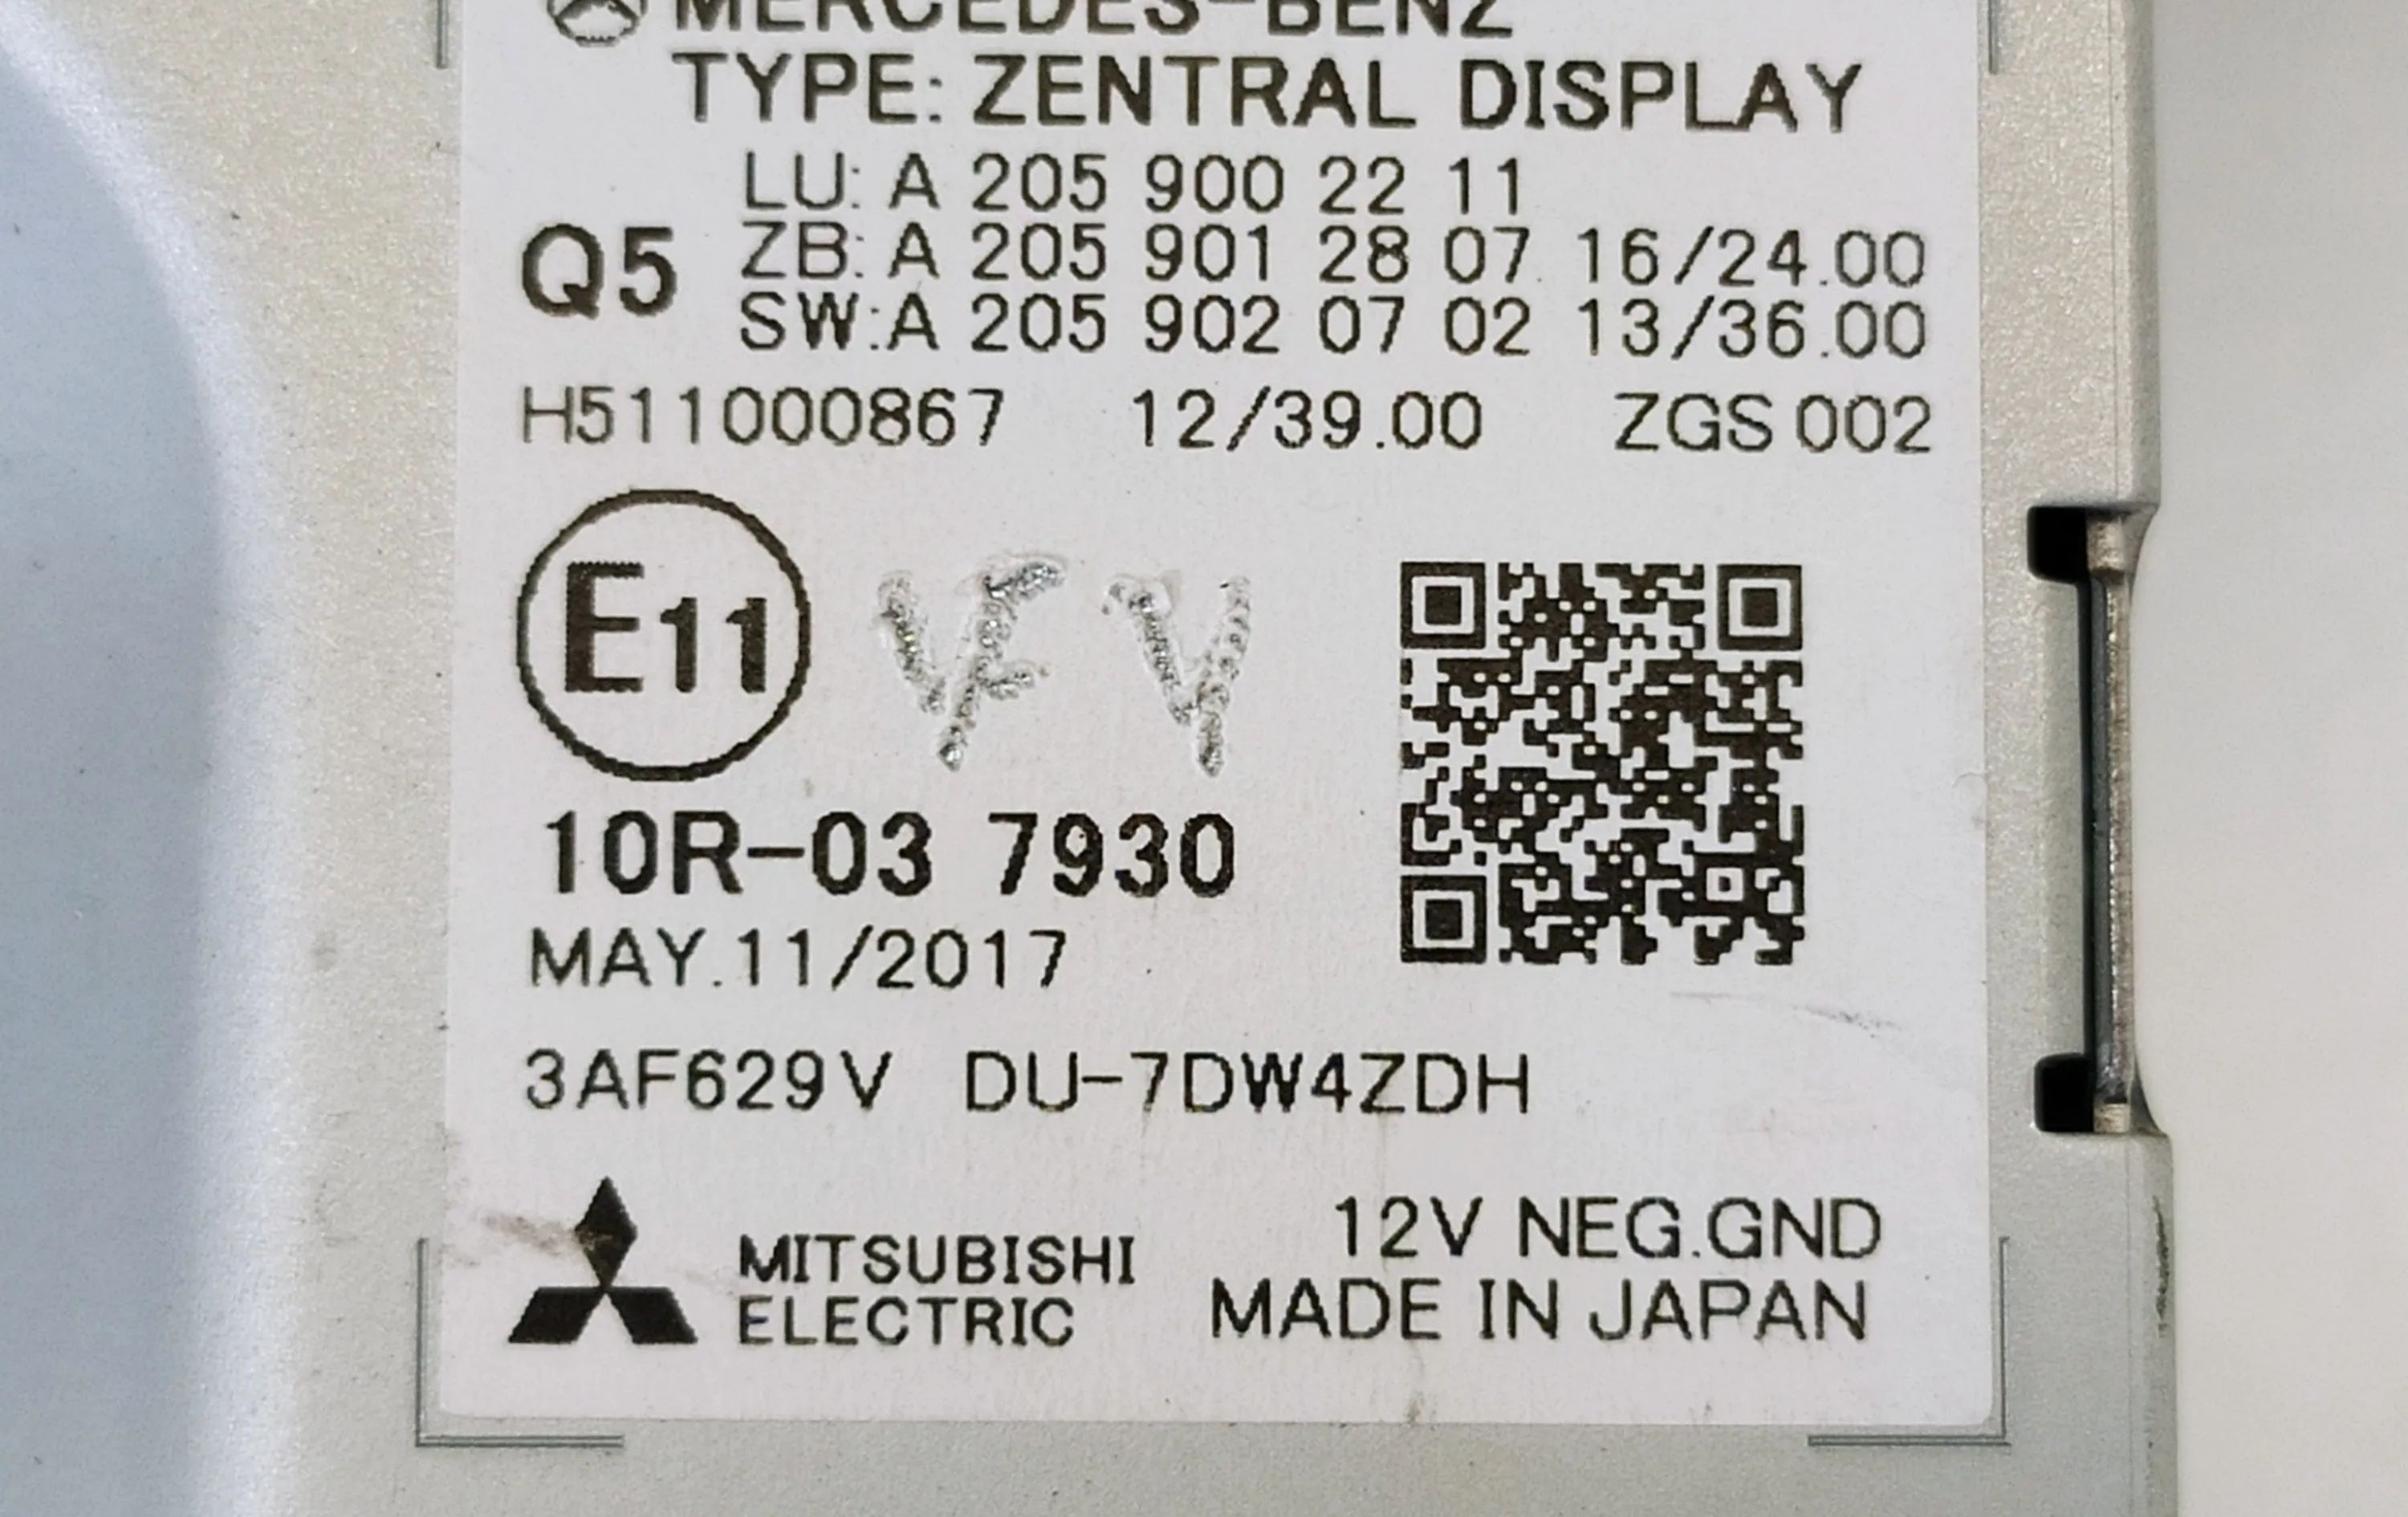 MERCEDES-BENZ
TYPE: ZENTRAL DISPLAY
LU: A 205 900 22 11
Q5
ZB: A 205 901 28 07 16/24.00
SW:A 205 902 07 02 13/36.00
H511000867 12/39.00 ZGS 002
E11
10R-03 7930
MAY.11/2017
3AF629V DU-7DW4ZDH
12V NEG.GND
MITSUBISHI
ELECTRIC
MADE IN JAPAN